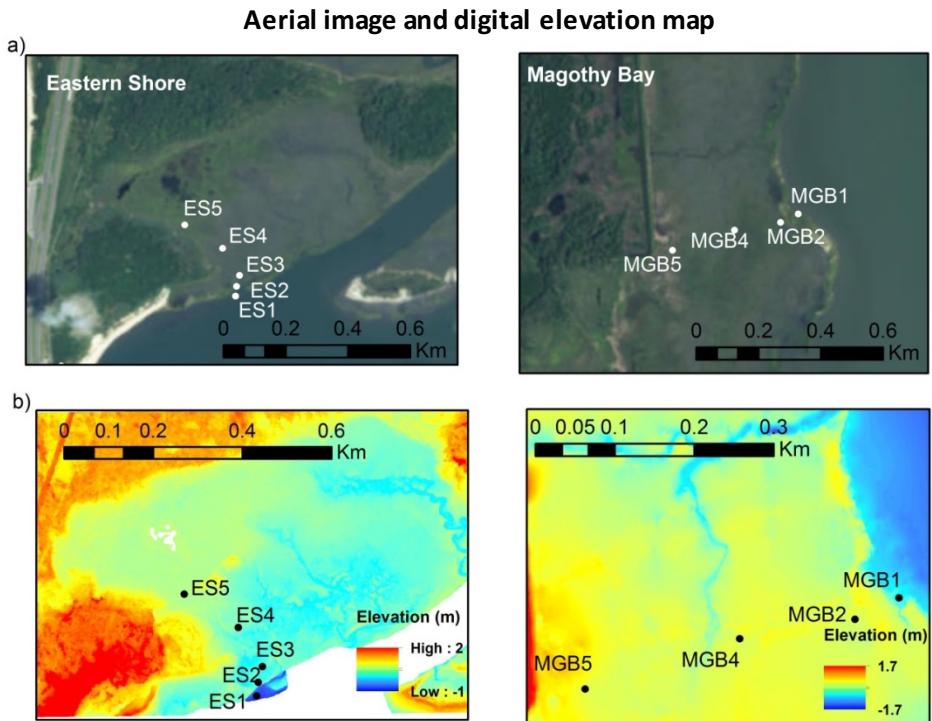 Aerial image and digital elevation map
a)
Eastern Shore
ES5
ES4
ES3
ES2
ES1
0 0.2 0.4 0.6
Km
Magothy Bay
MGB1
MGB2
MGB4
MGB5
0 0.2 0.4 0.6
Km
b)
0 0.1 0.2 0.4 0.6
Km
ES5
ES4
ES3
ES2
ES1
Elevation (m)
High : 2
Low : -1
0 0.05 0.1 0.2 0.3
Km
MGB1
MGB2
MGB4
MGB5
Elevation (m)
1.7
-1.7